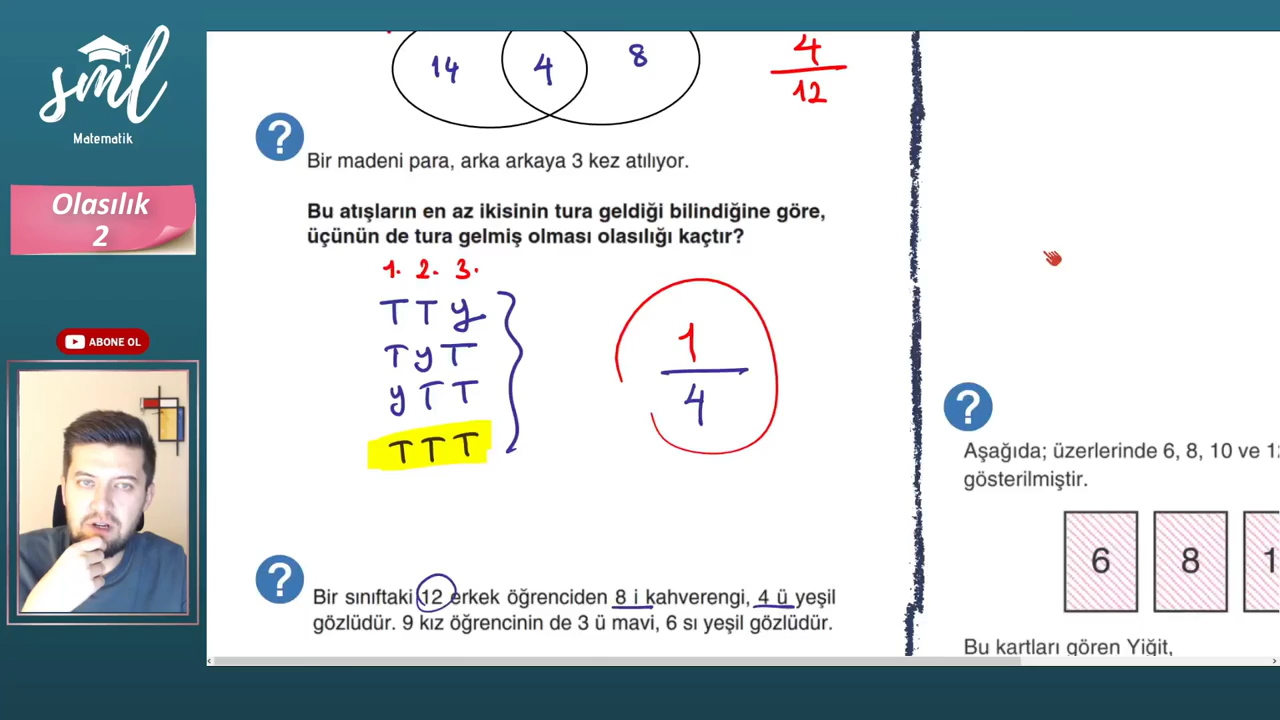 sml
Matematik
Olasılık
2
ABONE OL
14
4
8
4
12
?
Bir madeni para, arka arkaya 3 kez atılıyor.
Bu atışların en az ikisinin tura geldiği bilindiğine göre,
üçünün de tura gelmiş olması olasılığı kaçtır?
1. 2. 3.
T T y
T y T
y T T
T T T
1
4
?
Bir sınıftaki 12 erkek öğrenciden 8 i kahverengi, 4 ü yeşil
gözlüdür. 9 kız öğrencinin de 3 ü mavi, 6 sı yeşil gözlüdür.
?
Aşağıda; üzerlerinde 6, 8, 10 ve 12
gösterilmiştir.
6
8
1
Bu kartları gören Yiğit,